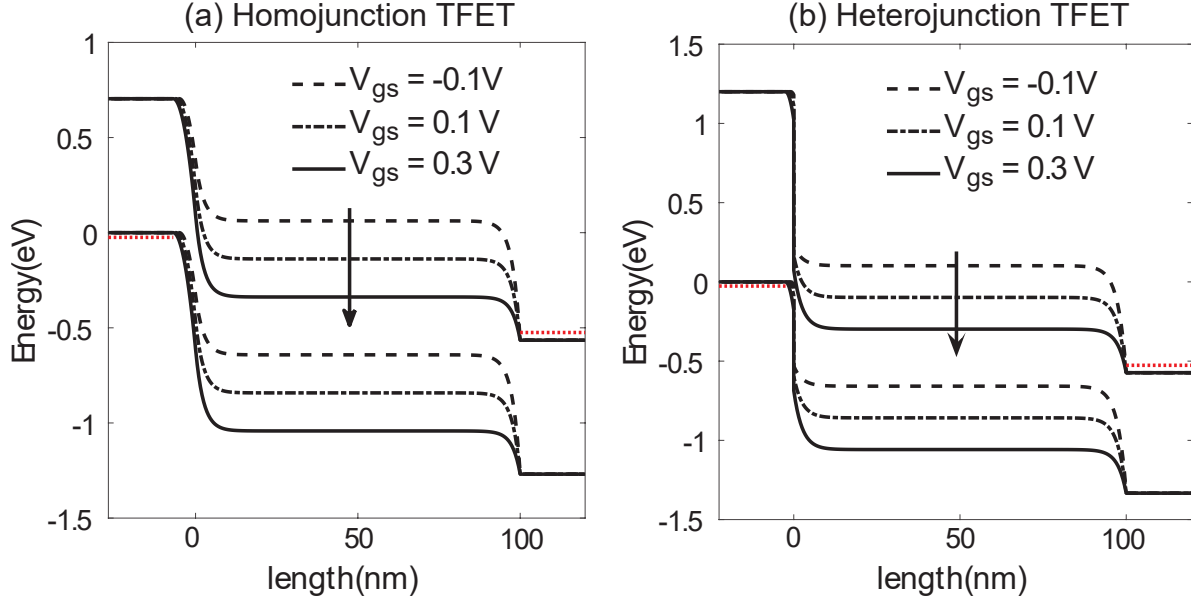 (a) Homojunction TFET
1
0.5
0
-0.5
-1
-1.5
Energy(eV)
V_gs = -0.1V
V_gs = 0.1 V
V_gs = 0.3 V
0
50
100
length(nm)
(b) Heterojunction TFET
1.5
1
0.5
0
-0.5
-1
-1.5
Energy(eV)
V_gs = -0.1V
V_gs = 0.1 V
V_gs = 0.3 V
0
50
100
length(nm)